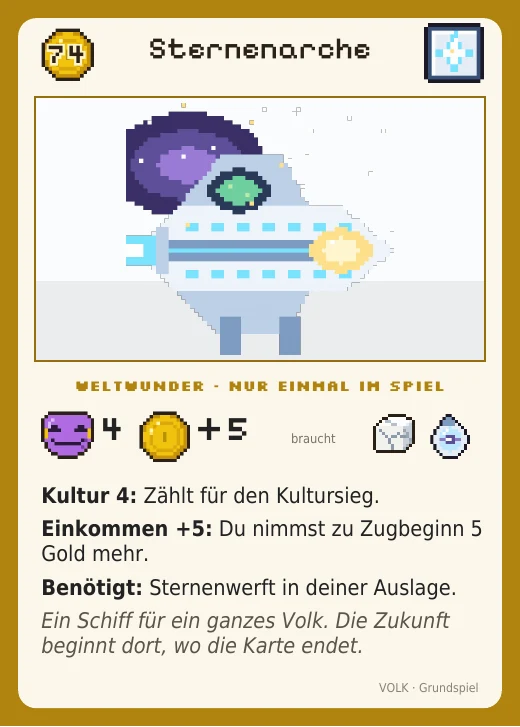 74
Sternenarche
WELTWUNDER · NUR EINMAL IM SPIEL
4 +5 braucht
Kultur 4: Zählt für den Kultursieg.
Einkommen +5: Du nimmst zu Zugbeginn 5
Gold mehr.
Benötigt: Sternenwerft in deiner Auslage.
Ein Schiff für ein ganzes Volk. Die Zukunft
beginnt dort, wo die Karte endet.
VOLK · Grundspiel